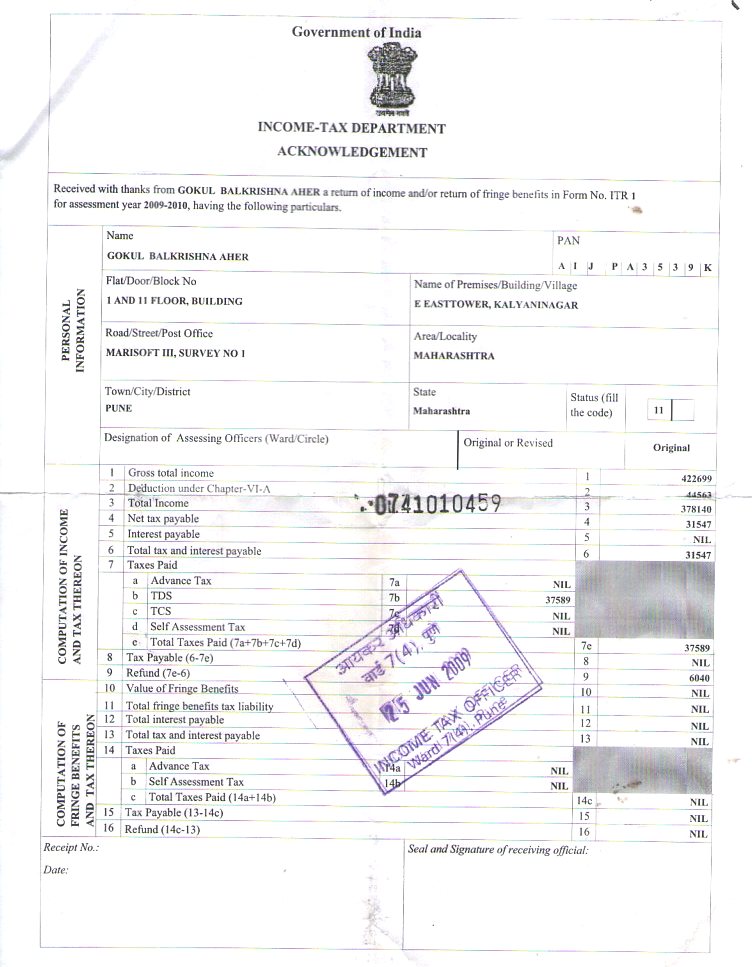 Government of India
सत्यमेव जयते
INCOME-TAX DEPARTMENT
ACKNOWLEDGEMENT
Received with thanks from GOKUL BALKRISHNA AHER a return of income and/or return of fringe benefits in Form No. ITR 1
for assessment year 2009-2010, having the following particulars.
PERSONAL INFORMATION
Name
GOKUL BALKRISHNA AHER
PAN
A I J P A 3 5 3 9 K
Flat/Door/Block No
1 AND 11 FLOOR, BUILDING
Name of Premises/Building/Village
E EASTTOWER, KALYANINAGAR
Road/Street/Post Office
MARISOFT III, SURVEY NO 1
Area/Locality
MAHARASHTRA
Town/City/District
PUNE
State
Maharashtra
Status (fill
the code)
11
Designation of Assessing Officers (Ward/Circle)
Original or Revised
Original
COMPUTATION OF INCOME AND TAX THEREON
1 Gross total income 1 422699
2 Deduction under Chapter-VI-A 2 44563
3 Total Income 3 378140
0741010459
4 Net tax payable 4 31547
5 Interest payable 5 NIL
6 Total tax and interest payable 6 31547
7 Taxes Paid
a Advance Tax 7a NIL
b TDS 7b 37589
c TCS 7c NIL
d Self Assessment Tax 7d NIL
e Total Taxes Paid (7a+7b+7c+7d) 7e 37589
8 Tax Payable (6-7e) 8 NIL
9 Refund (7e-6) 9 6040
COMPUTATION OF FRINGE BENEFITS AND TAX THEREON
10 Value of Fringe Benefits 10 NIL
11 Total fringe benefits tax liability 11 NIL
12 Total interest payable 12 NIL
13 Total tax and interest payable 13 NIL
14 Taxes Paid
a Advance Tax 14a NIL
b Self Assessment Tax 14b NIL
c Total Taxes Paid (14a+14b) 14c NIL
15 Tax Payable (13-14c) 15 NIL
16 Refund (14c-13) 16 NIL
आयकर अधिकारी
वार्ड 7(4), पुणे
25 JUN 2009
INCOME TAX OFFICER
Ward 7(4), Pune
Receipt No.:
Date:
Seal and Signature of receiving official: